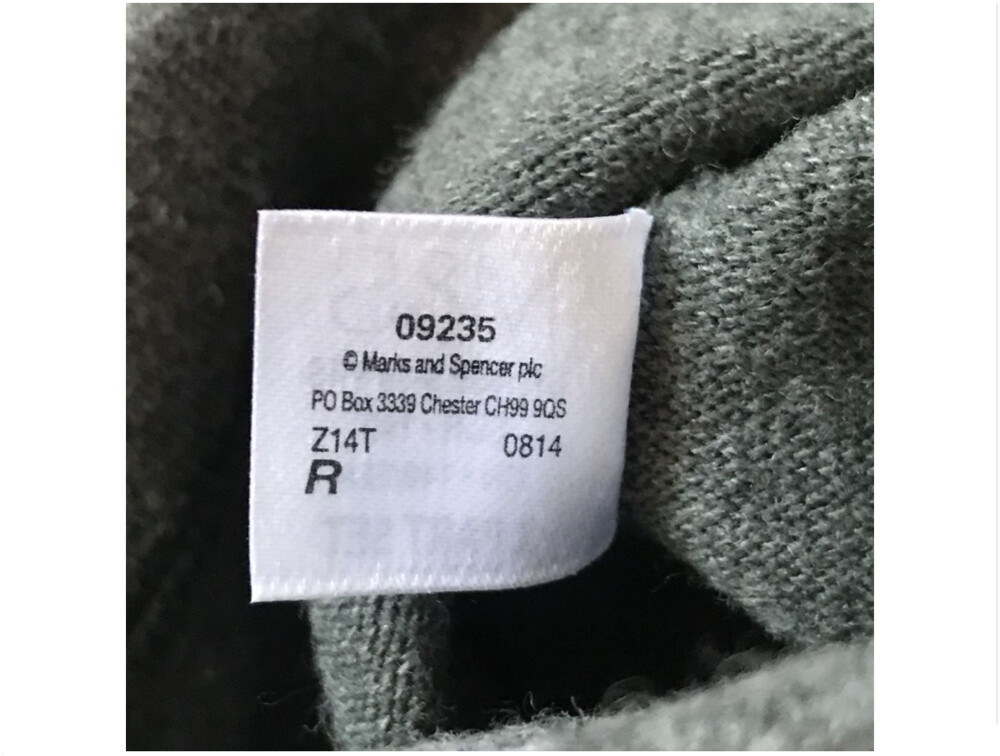 09235
© Marks and Spencer plc
PO Box 3339 Chester CH99 9QS
Z14T 0814
R